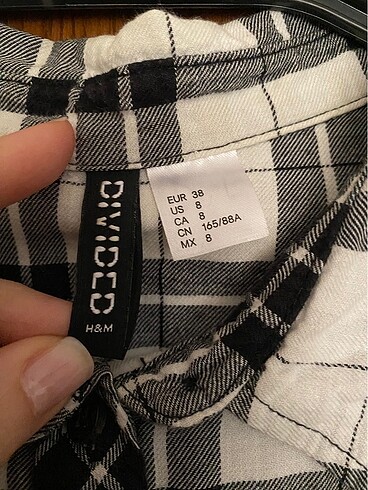 DIVIDED
H&M
EUR 38
US 8
CA 8
CN 165/88A
MX 8